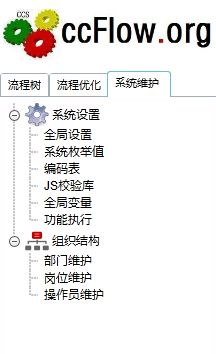 CCS
ccFlow.org
流程树 流程优化 系统维护
系统设置
全局设置
系统枚举值
编码表
JS校验库
全局变量
功能执行
组织结构
部门维护
岗位维护
操作员维护